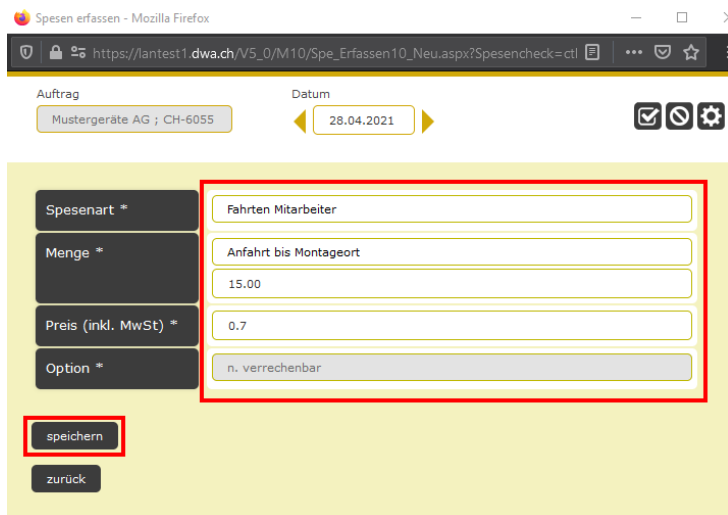 Spesen erfassen - Mozilla Firefox
https://lantest1.dwa.ch/V5_0/M10/Spe_Erfassen10_Neu.aspx?Spesencheck=ctl
Auftrag
Datum
Mustergeräte AG ; CH-6055
28.04.2021
Spesenart *
Fahrten Mitarbeiter
Menge *
Anfahrt bis Montageort
15.00
Preis (inkl. MwSt) *
0.7
Option *
n. verrechenbar
speichern
zurück